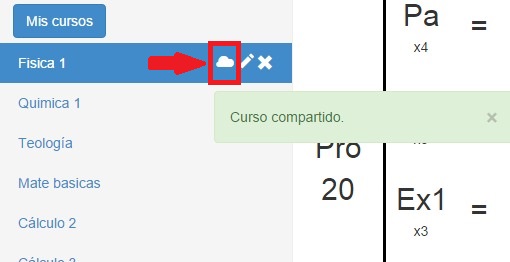 Mis cursos
Fisica 1
Quimica 1
Teología
Mate basicas
Cálculo 2
Cálculo 3
Pa
x4
=
Curso compartido.
×
Pro
20
Ex1
x3
=